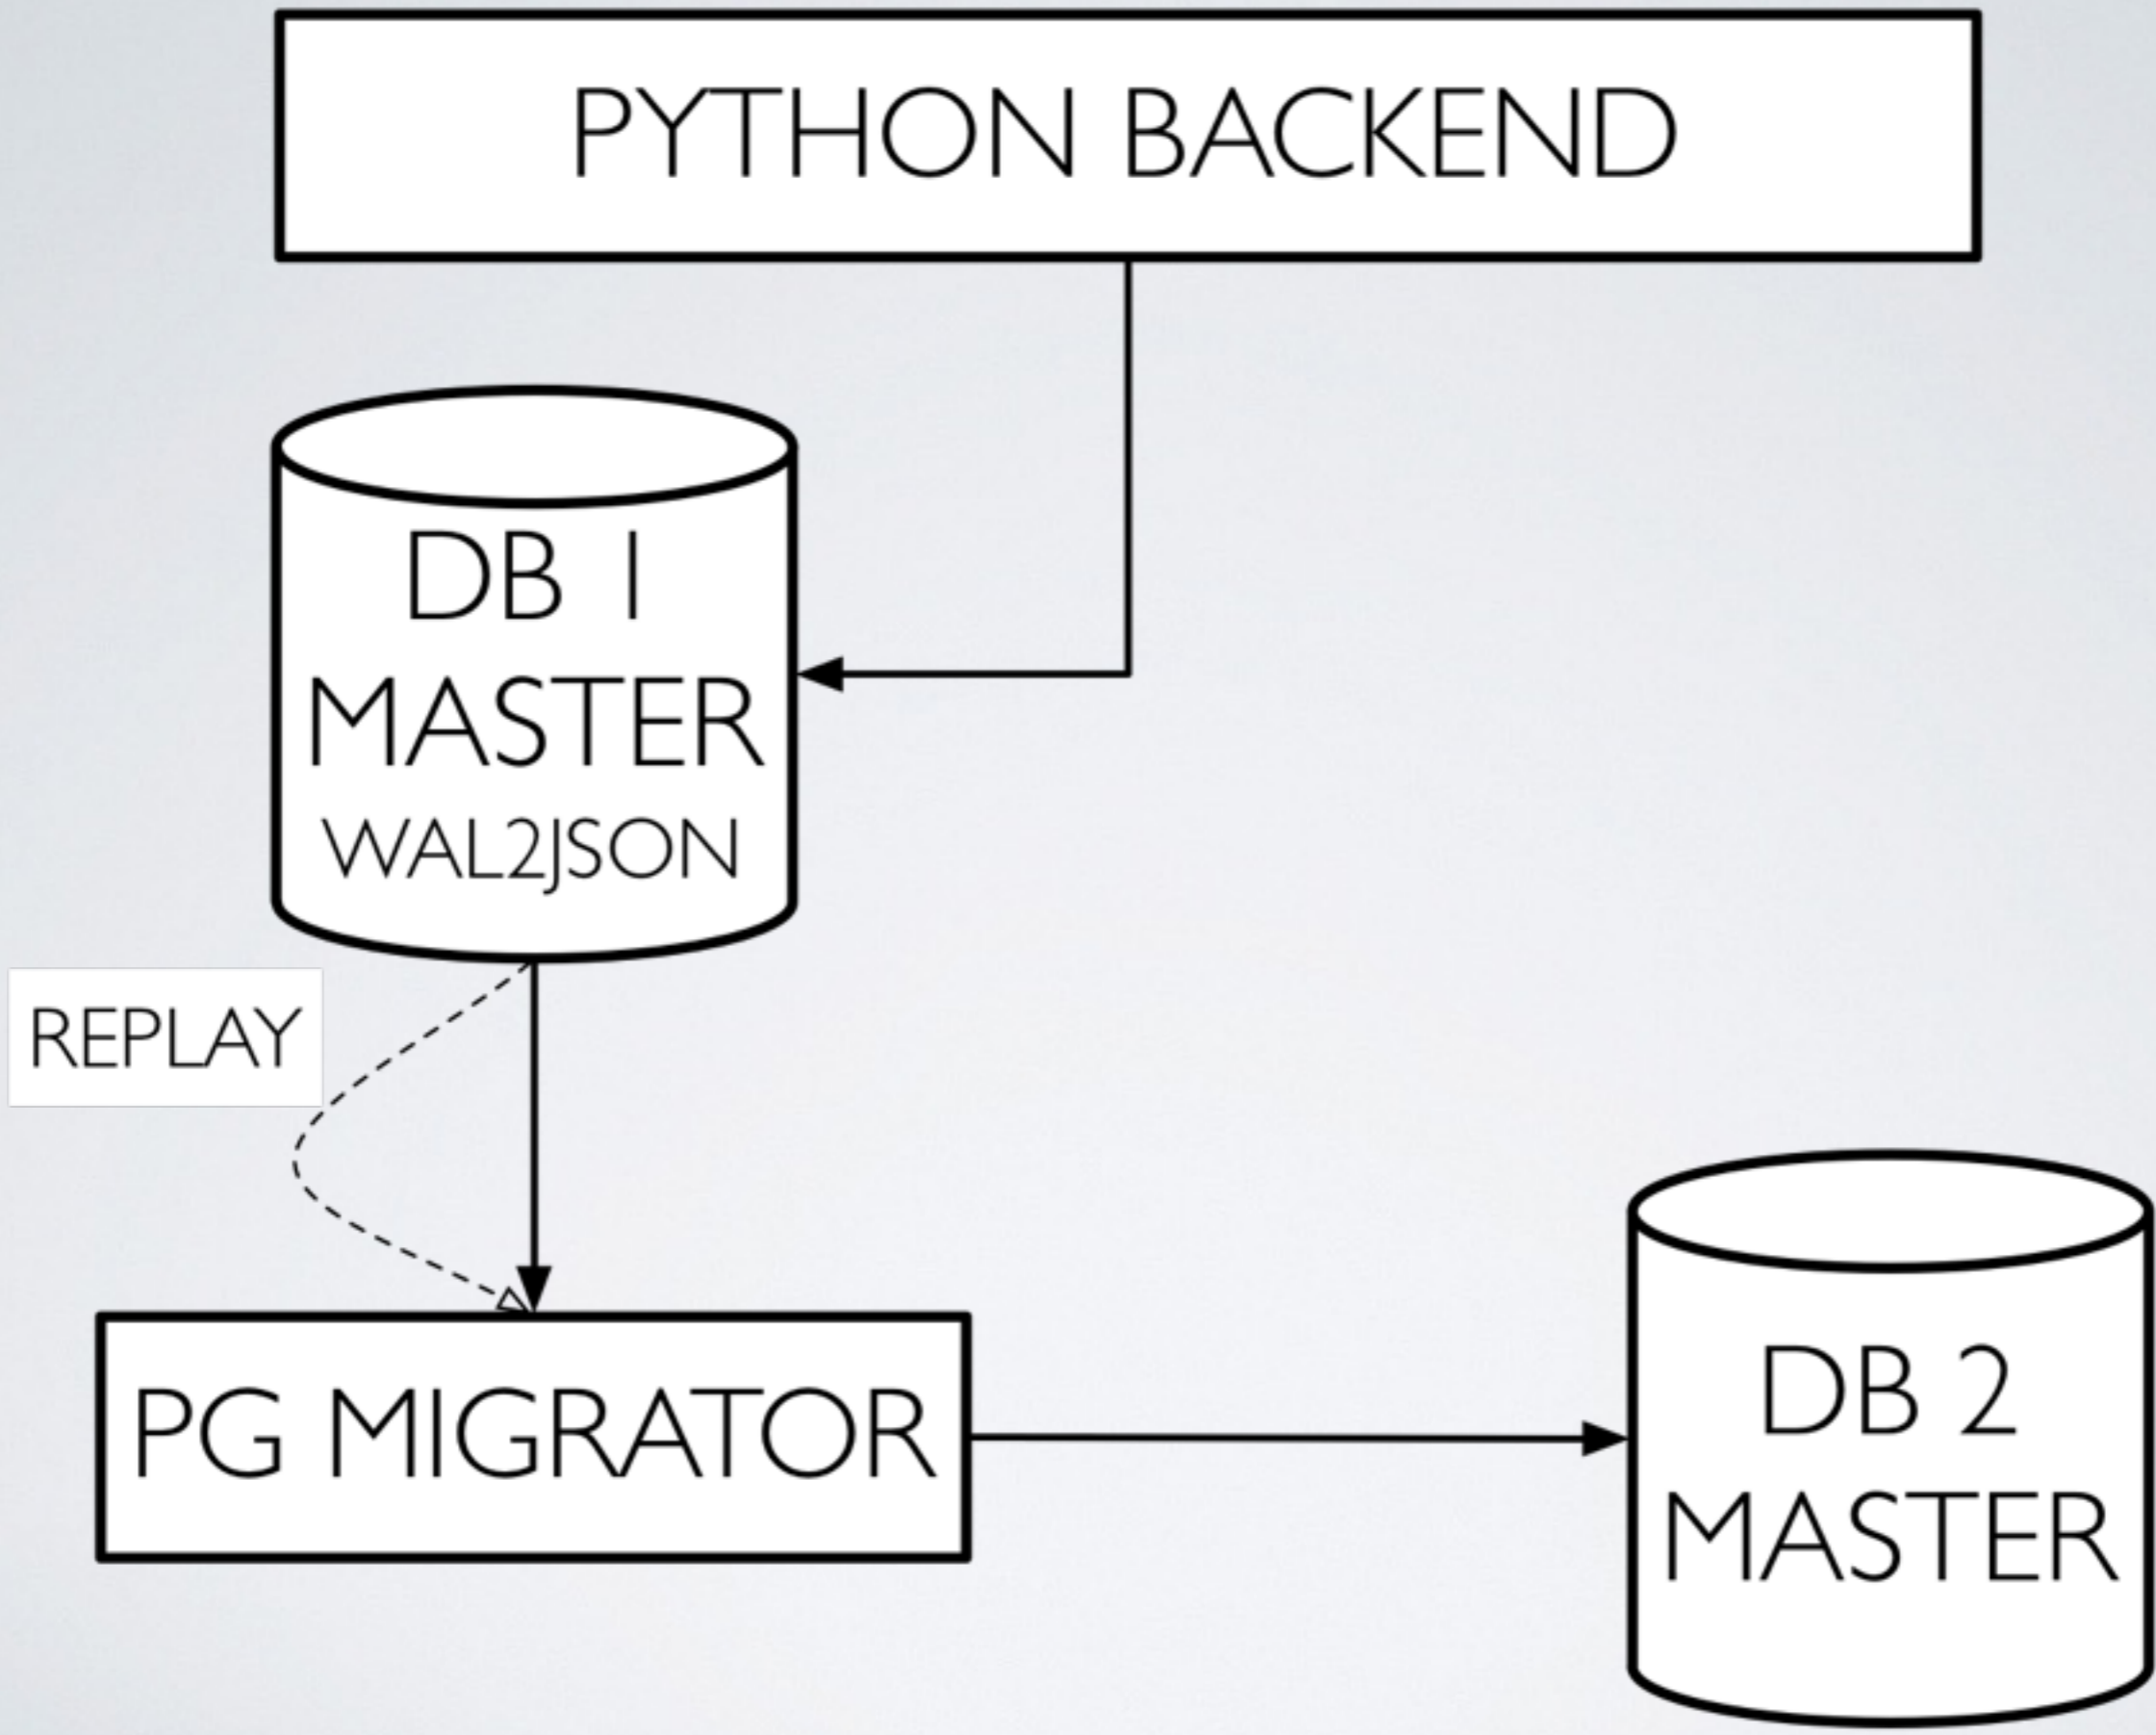 PYTHON BACKEND
DB 1
MASTER
WAL2JSON
REPLAY
PG MIGRATOR
DB 2
MASTER